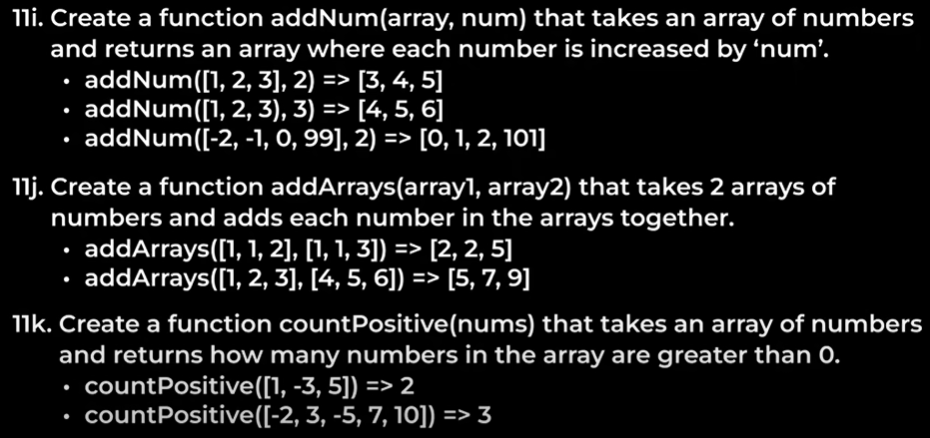 11i. Create a function addNum(array, num) that takes an array of numbers
and returns an array where each number is increased by ‘num’.
• addNum([1, 2, 3], 2) => [3, 4, 5]
• addNum([1, 2, 3), 3) => [4, 5, 6]
• addNum([-2, -1, 0, 99], 2) => [0, 1, 2, 101]
11j. Create a function addArrays(array1, array2) that takes 2 arrays of
numbers and adds each number in the arrays together.
• addArrays([1, 1, 2], [1, 1, 3]) => [2, 2, 5]
• addArrays([1, 2, 3], [4, 5, 6]) => [5, 7, 9]
11k. Create a function countPositive(nums) that takes an array of numbers
and returns how many numbers in the array are greater than 0.
• countPositive([1, -3, 5]) => 2
• countPositive([-2, 3, -5, 7, 10]) => 3